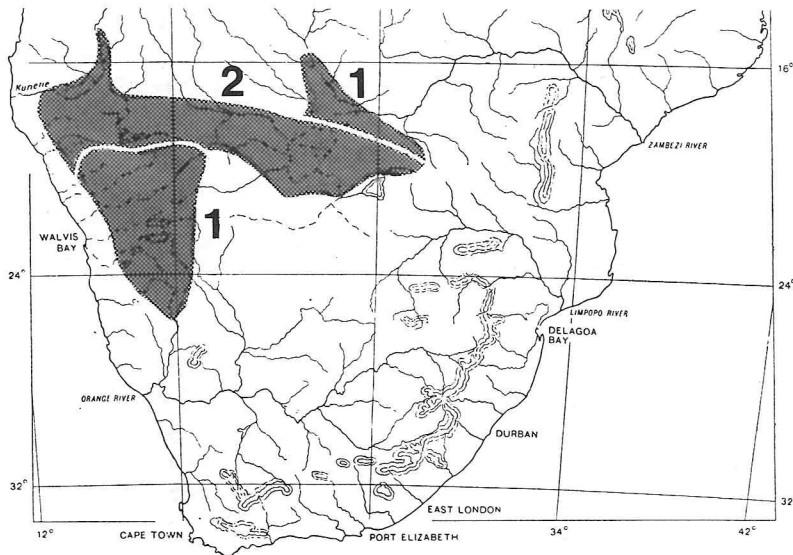 2
1
16°
16°
Kunene
ZAMBEZI RIVER
1
WALVIS
BAY
24°
24°
LIMPOPO RIVER
DELAGOA
BAY
ORANGE RIVER
DURBAN
32°
32°
EAST LONDON
12°
CAPE TOWN
PORT ELIZABETH
34°
42°